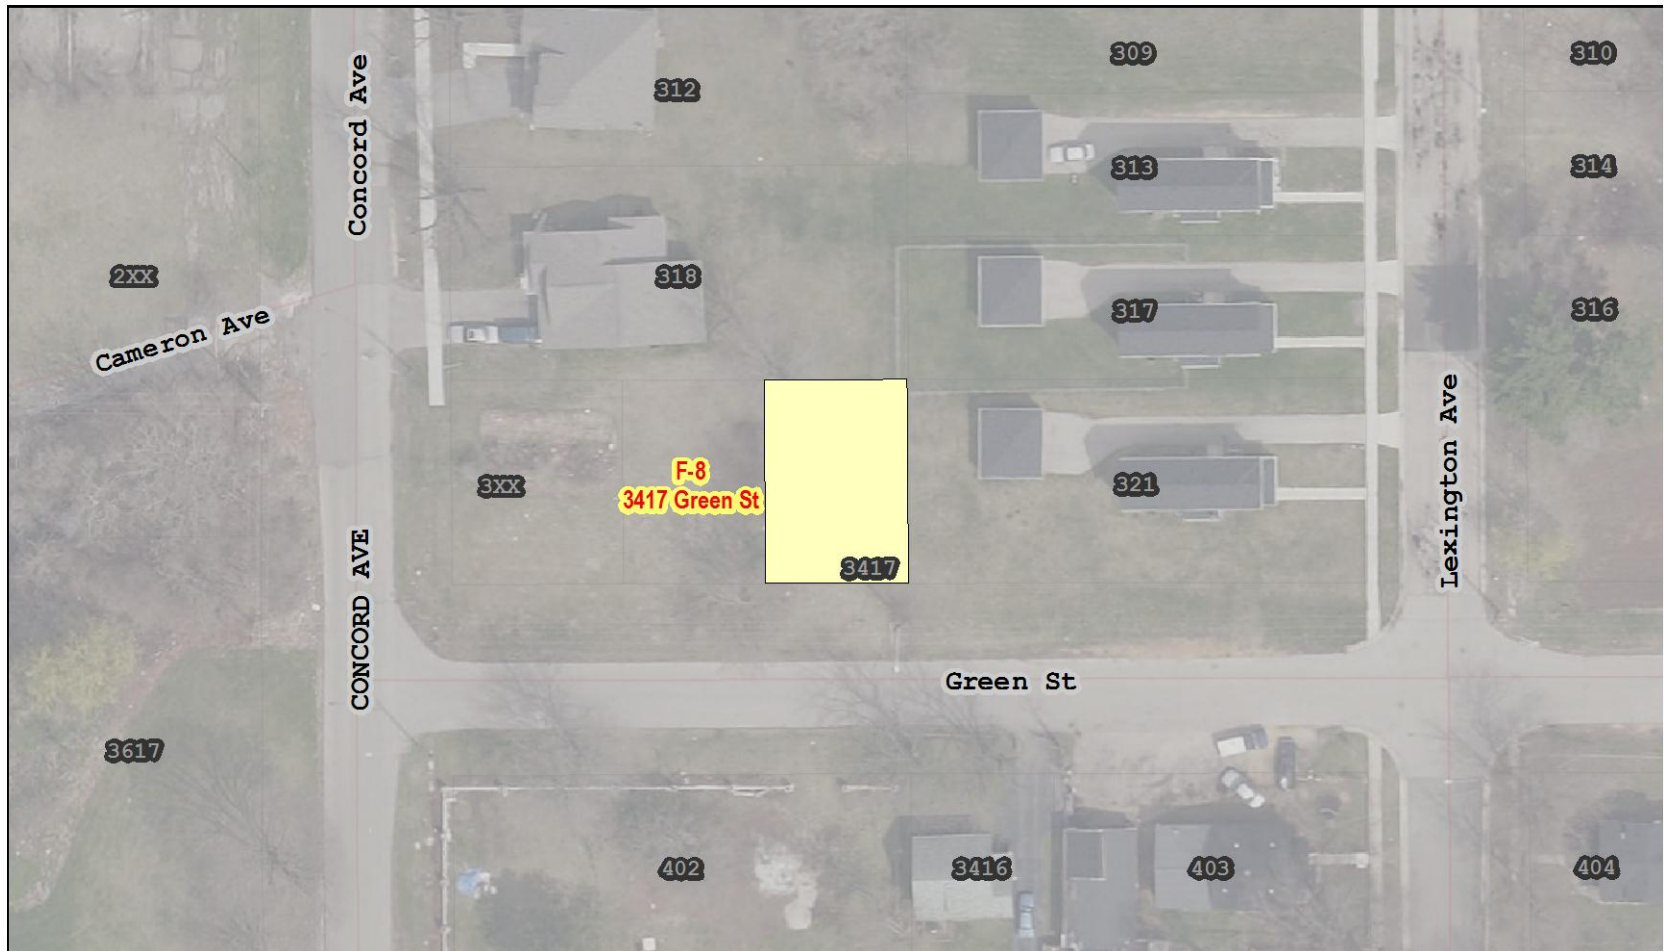 309
310
Concord Ave
312
313
314
2XX
318
317
316
Cameron Ave
Lexington Ave
F-8
3417 Green St
3XX
321
3417
CONCORD AVE
Green St
3617
402
3416
403
404